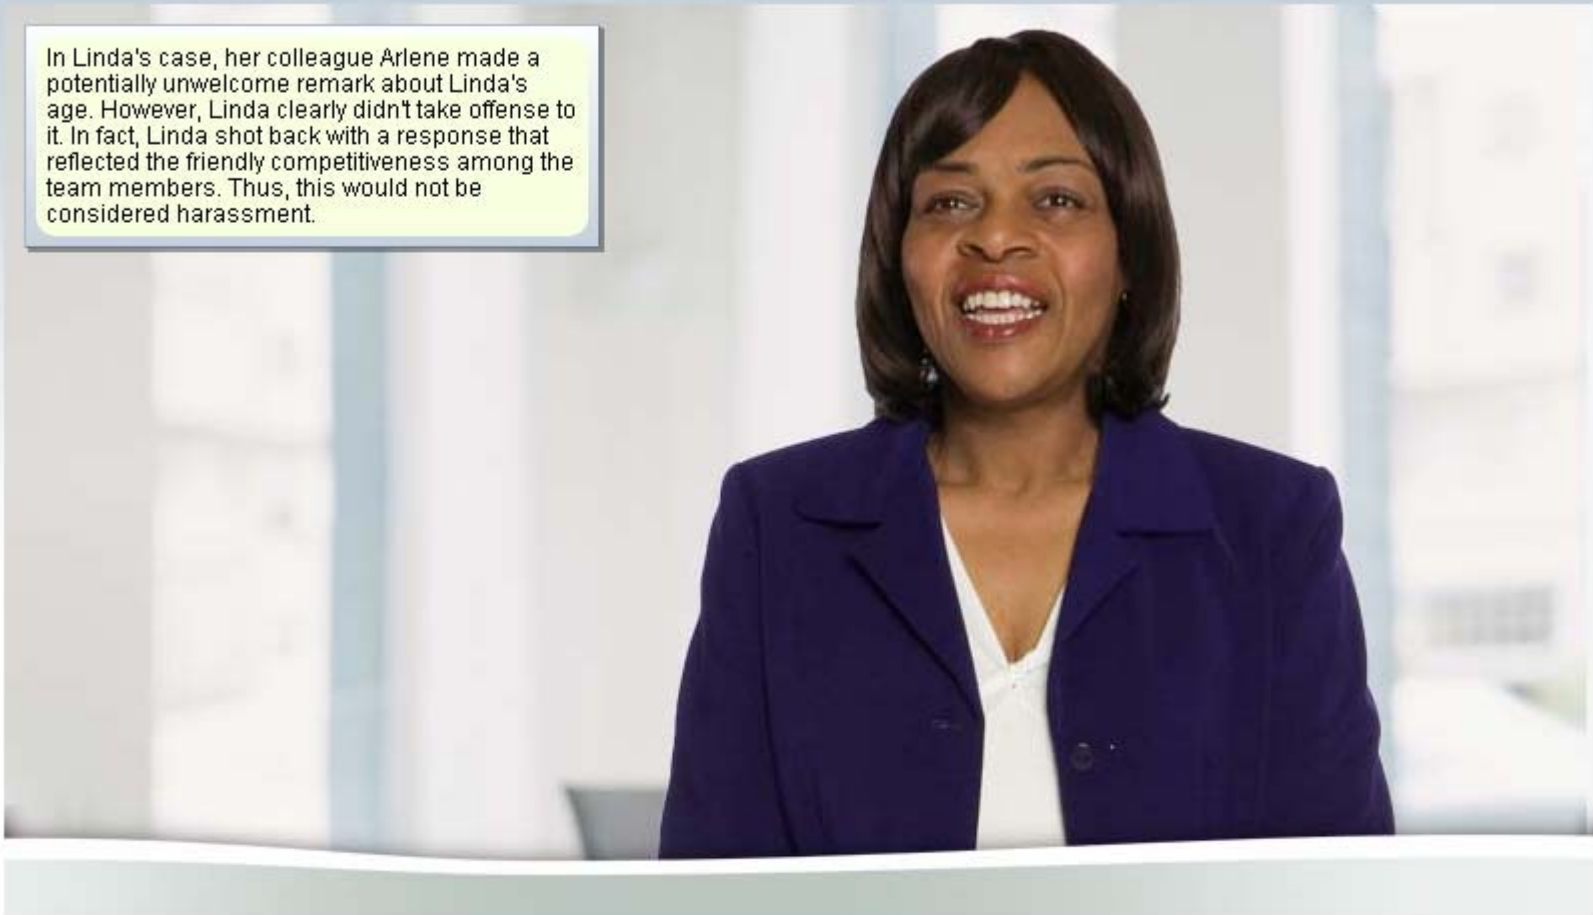 In Linda's case, her colleague Arlene made a
potentially unwelcome remark about Linda's
age. However, Linda clearly didn't take offense to
it. In fact, Linda shot back with a response that
reflected the friendly competitiveness among the
team members. Thus, this would not be
considered harassment.